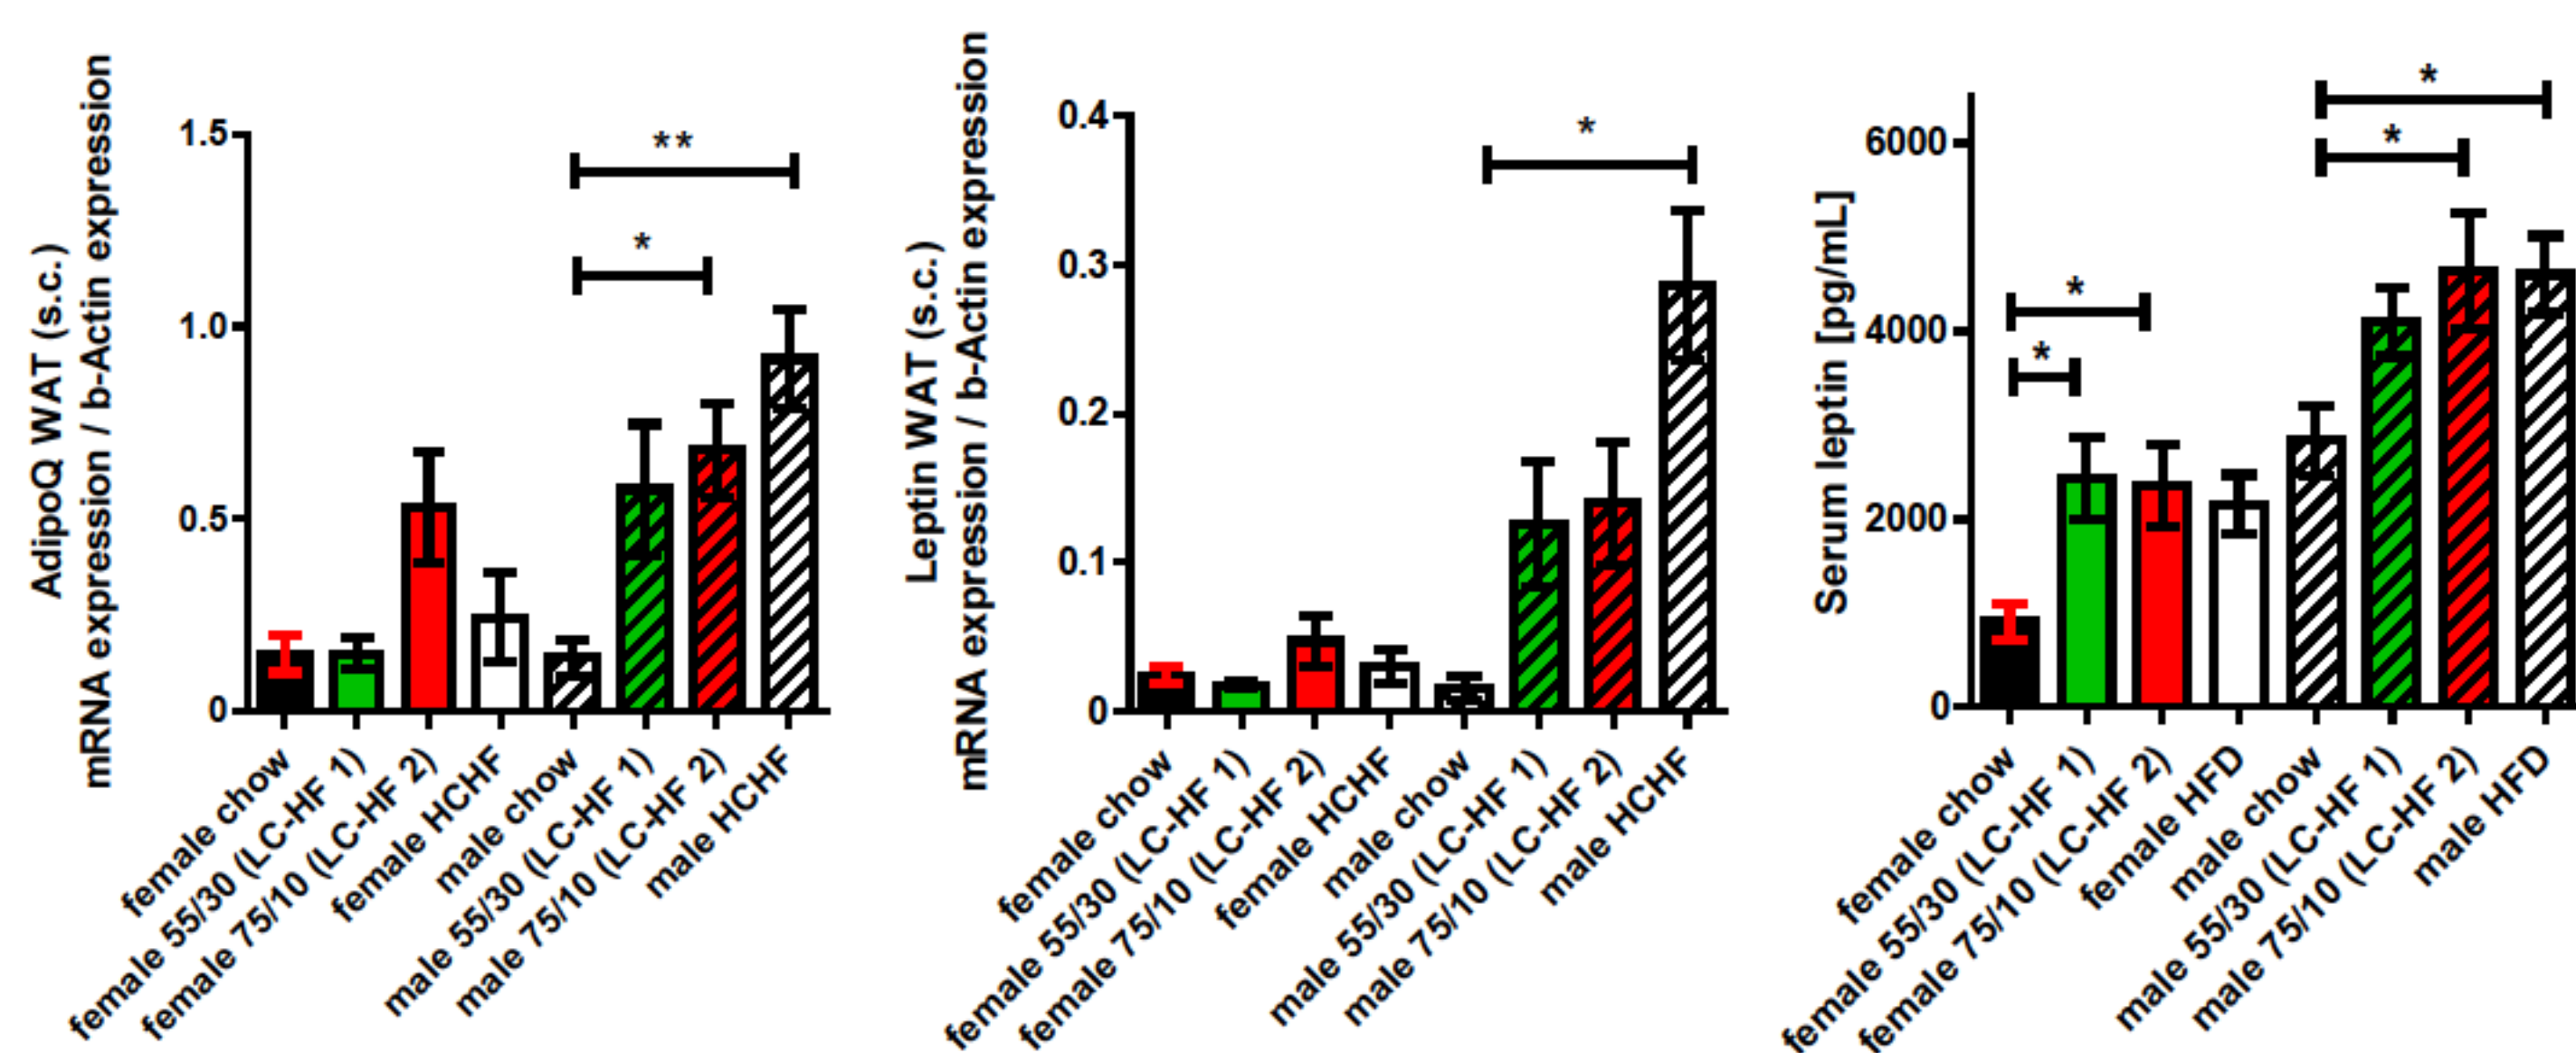 AdipoQ WAT (s.c.)
mRNA expression / b-Actin expression
1.5
1.0
0.5
0
**
*
female chow
female 55/30 (LC-HF 1)
female 75/10 (LC-HF 2)
female HCHF
male chow
male 55/30 (LC-HF 1)
male 75/10 (LC-HF 2)
male HCHF
Leptin WAT (s.c.)
mRNA expression / b-Actin expression
0.4
0.3
0.2
0.1
0
*
female chow
female 55/30 (LC-HF 1)
female 75/10 (LC-HF 2)
female HCHF
male chow
male 55/30 (LC-HF 1)
male 75/10 (LC-HF 2)
male HCHF
Serum leptin [pg/mL]
6000
4000
2000
0
*
*
*
*
female chow
female 55/30 (LC-HF 1)
female 75/10 (LC-HF 2)
female HFD
male chow
male 55/30 (LC-HF 1)
male 75/10 (LC-HF 2)
male HFD